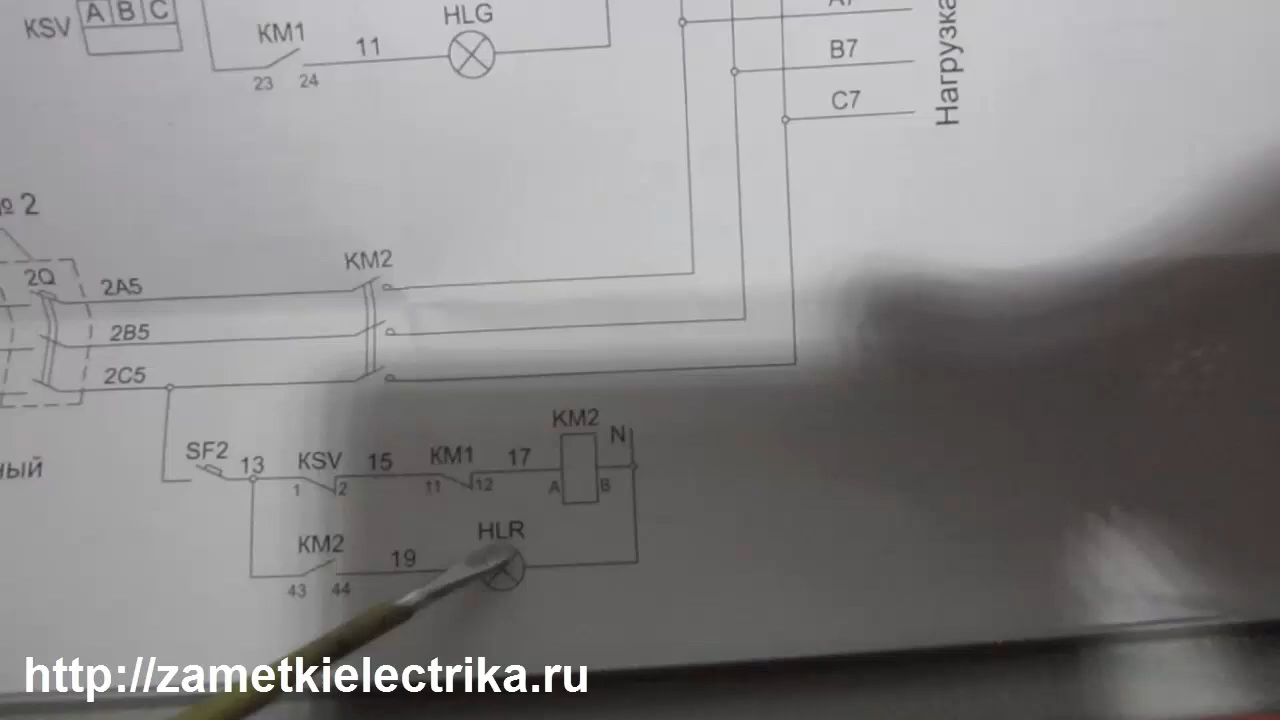 KSV
A B C
KM1
23 24
11
HLG
A7
B7
C7
Нагрузка
№ 2
2Q
2A5
2B5
2C5
KM2
ный
SF2
13
KSV
1 2
15
KM1
11 12
17
KM2
A B
N
KM2
43 44
19
HLR
http://zametkielectrika.ru